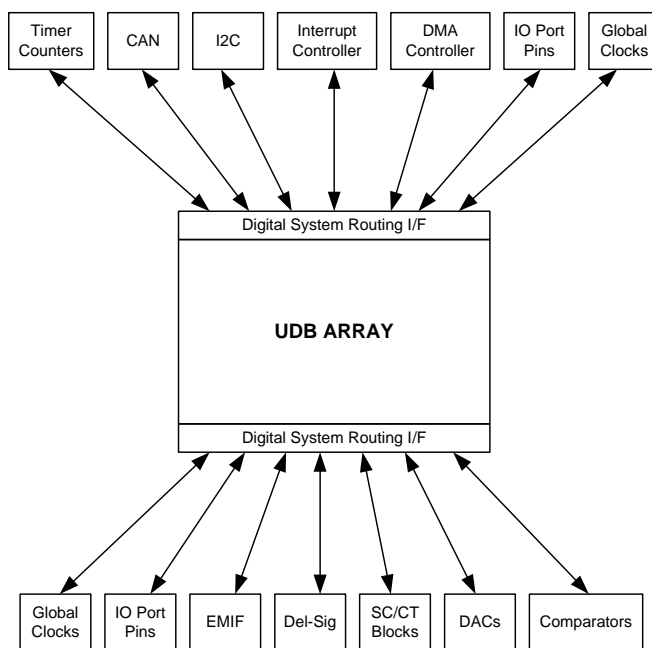 Timer
Counters
CAN
I2C
Interrupt
Controller
DMA
Controller
IO Port
Pins
Global
Clocks
Digital System Routing I/F
UDB ARRAY
Digital System Routing I/F
Global
Clocks
IO Port
Pins
EMIF
Del-Sig
SC/CT
Blocks
DACs
Comparators